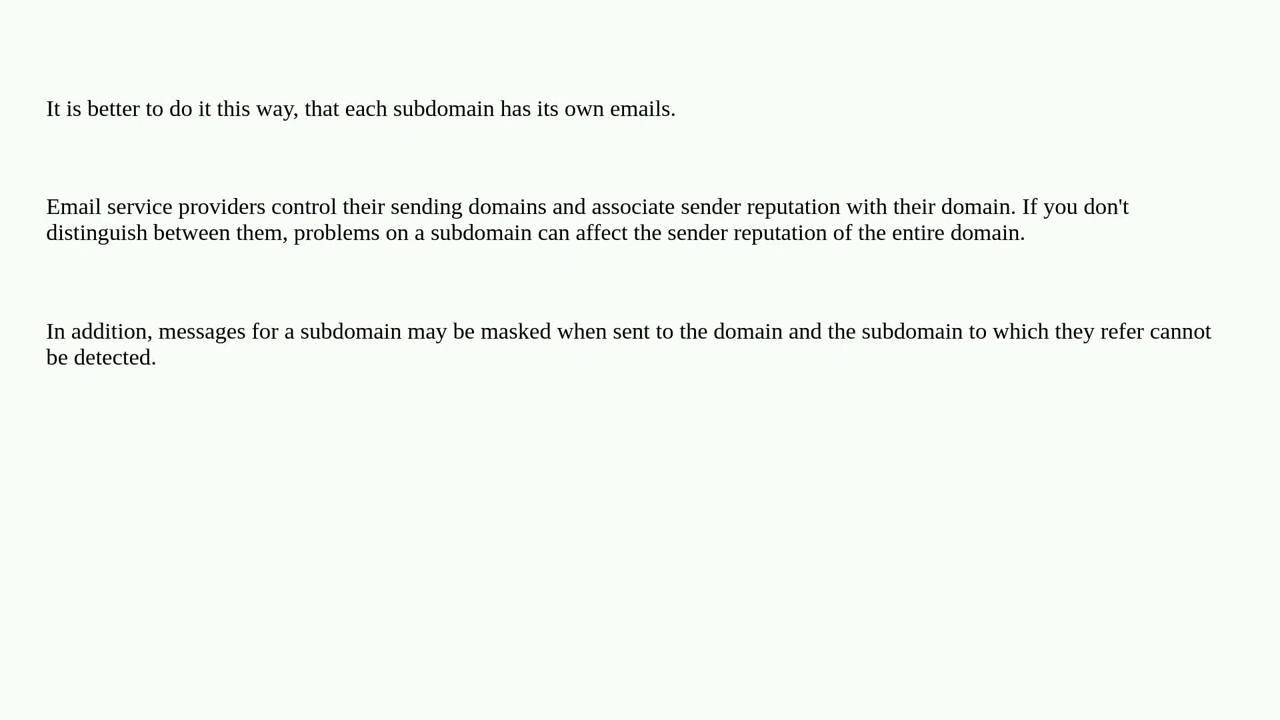 It is better to do it this way, that each subdomain has its own emails.
Email service providers control their sending domains and associate sender reputation with their domain. If you don't
distinguish between them, problems on a subdomain can affect the sender reputation of the entire domain.
In addition, messages for a subdomain may be masked when sent to the domain and the subdomain to which they refer cannot
be detected.